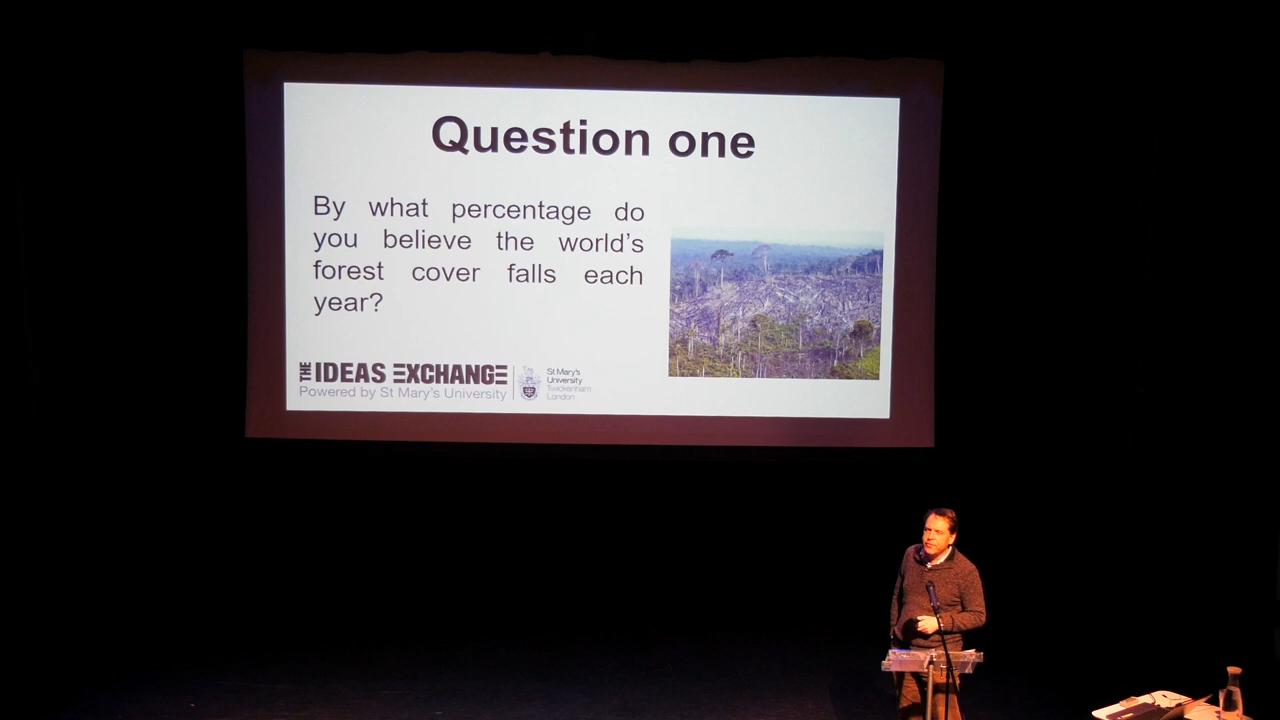 Question one
By what percentage do
you believe the world's
forest cover falls each
year?
THE IDEAS EXCHANGE
Powered by St Mary's University
St Mary's
University
Twickenham
London